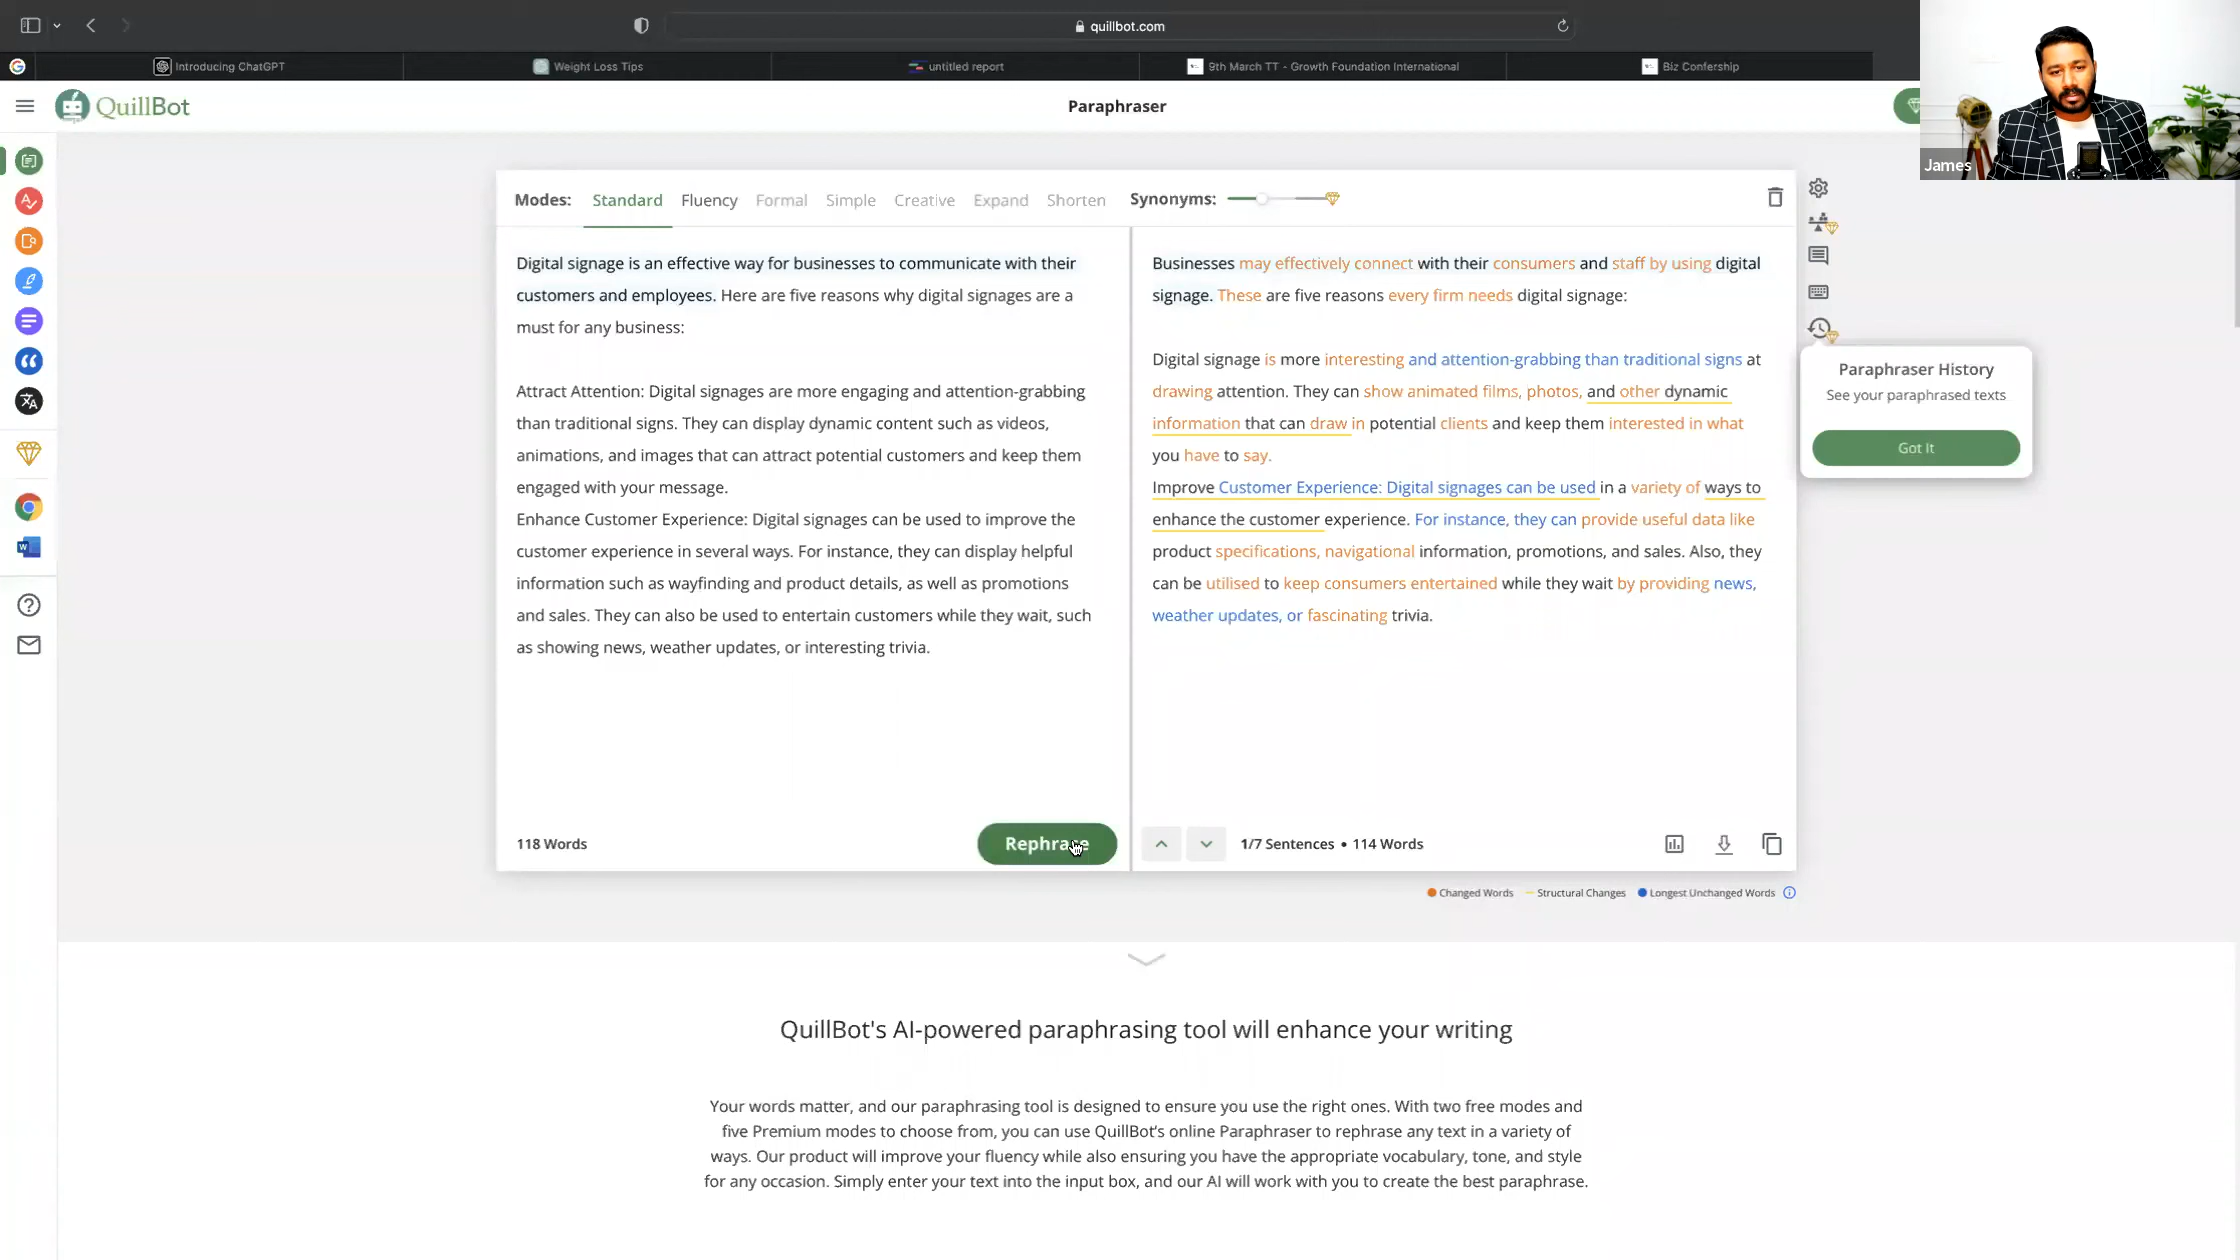 quillbot.com
Introducing ChatGPT
Weight Loss Tips
untitled report
9th March TT - Growth Foundation International
Biz Confership
James
QuillBot
Paraphraser
Modes: Standard Fluency Formal Simple Creative Expand Shorten Synonyms:
Digital signage is an effective way for businesses to communicate with their
customers and employees. Here are five reasons why digital signages are a
must for any business:
Attract Attention: Digital signages are more engaging and attention-grabbing
than traditional signs. They can display dynamic content such as videos,
animations, and images that can attract potential customers and keep them
engaged with your message.
Enhance Customer Experience: Digital signages can be used to improve the
customer experience in several ways. For instance, they can display helpful
information such as wayfinding and product details, as well as promotions
and sales. They can also be used to entertain customers while they wait, such
as showing news, weather updates, or interesting trivia.
118 Words
Rephrase
Businesses may effectively connect with their consumers and staff by using digital
signage. These are five reasons every firm needs digital signage:
Digital signage is more interesting and attention-grabbing than traditional signs at
drawing attention. They can show animated films, photos, and other dynamic
information that can draw in potential clients and keep them interested in what
you have to say.
Improve Customer Experience: Digital signages can be used in a variety of ways to
enhance the customer experience. For instance, they can provide useful data like
product specifications, navigational information, promotions, and sales. Also, they
can be utilised to keep consumers entertained while they wait by providing news,
weather updates, or fascinating trivia.
1/7 Sentences • 114 Words
Changed Words Structural Changes Longest Unchanged Words
Paraphraser History
See your paraphrased texts
Got It
QuillBot's AI-powered paraphrasing tool will enhance your writing
Your words matter, and our paraphrasing tool is designed to ensure you use the right ones. With two free modes and
five Premium modes to choose from, you can use QuillBot's online Paraphraser to rephrase any text in a variety of
ways. Our product will improve your fluency while also ensuring you have the appropriate vocabulary, tone, and style
for any occasion. Simply enter your text into the input box, and our AI will work with you to create the best paraphrase.